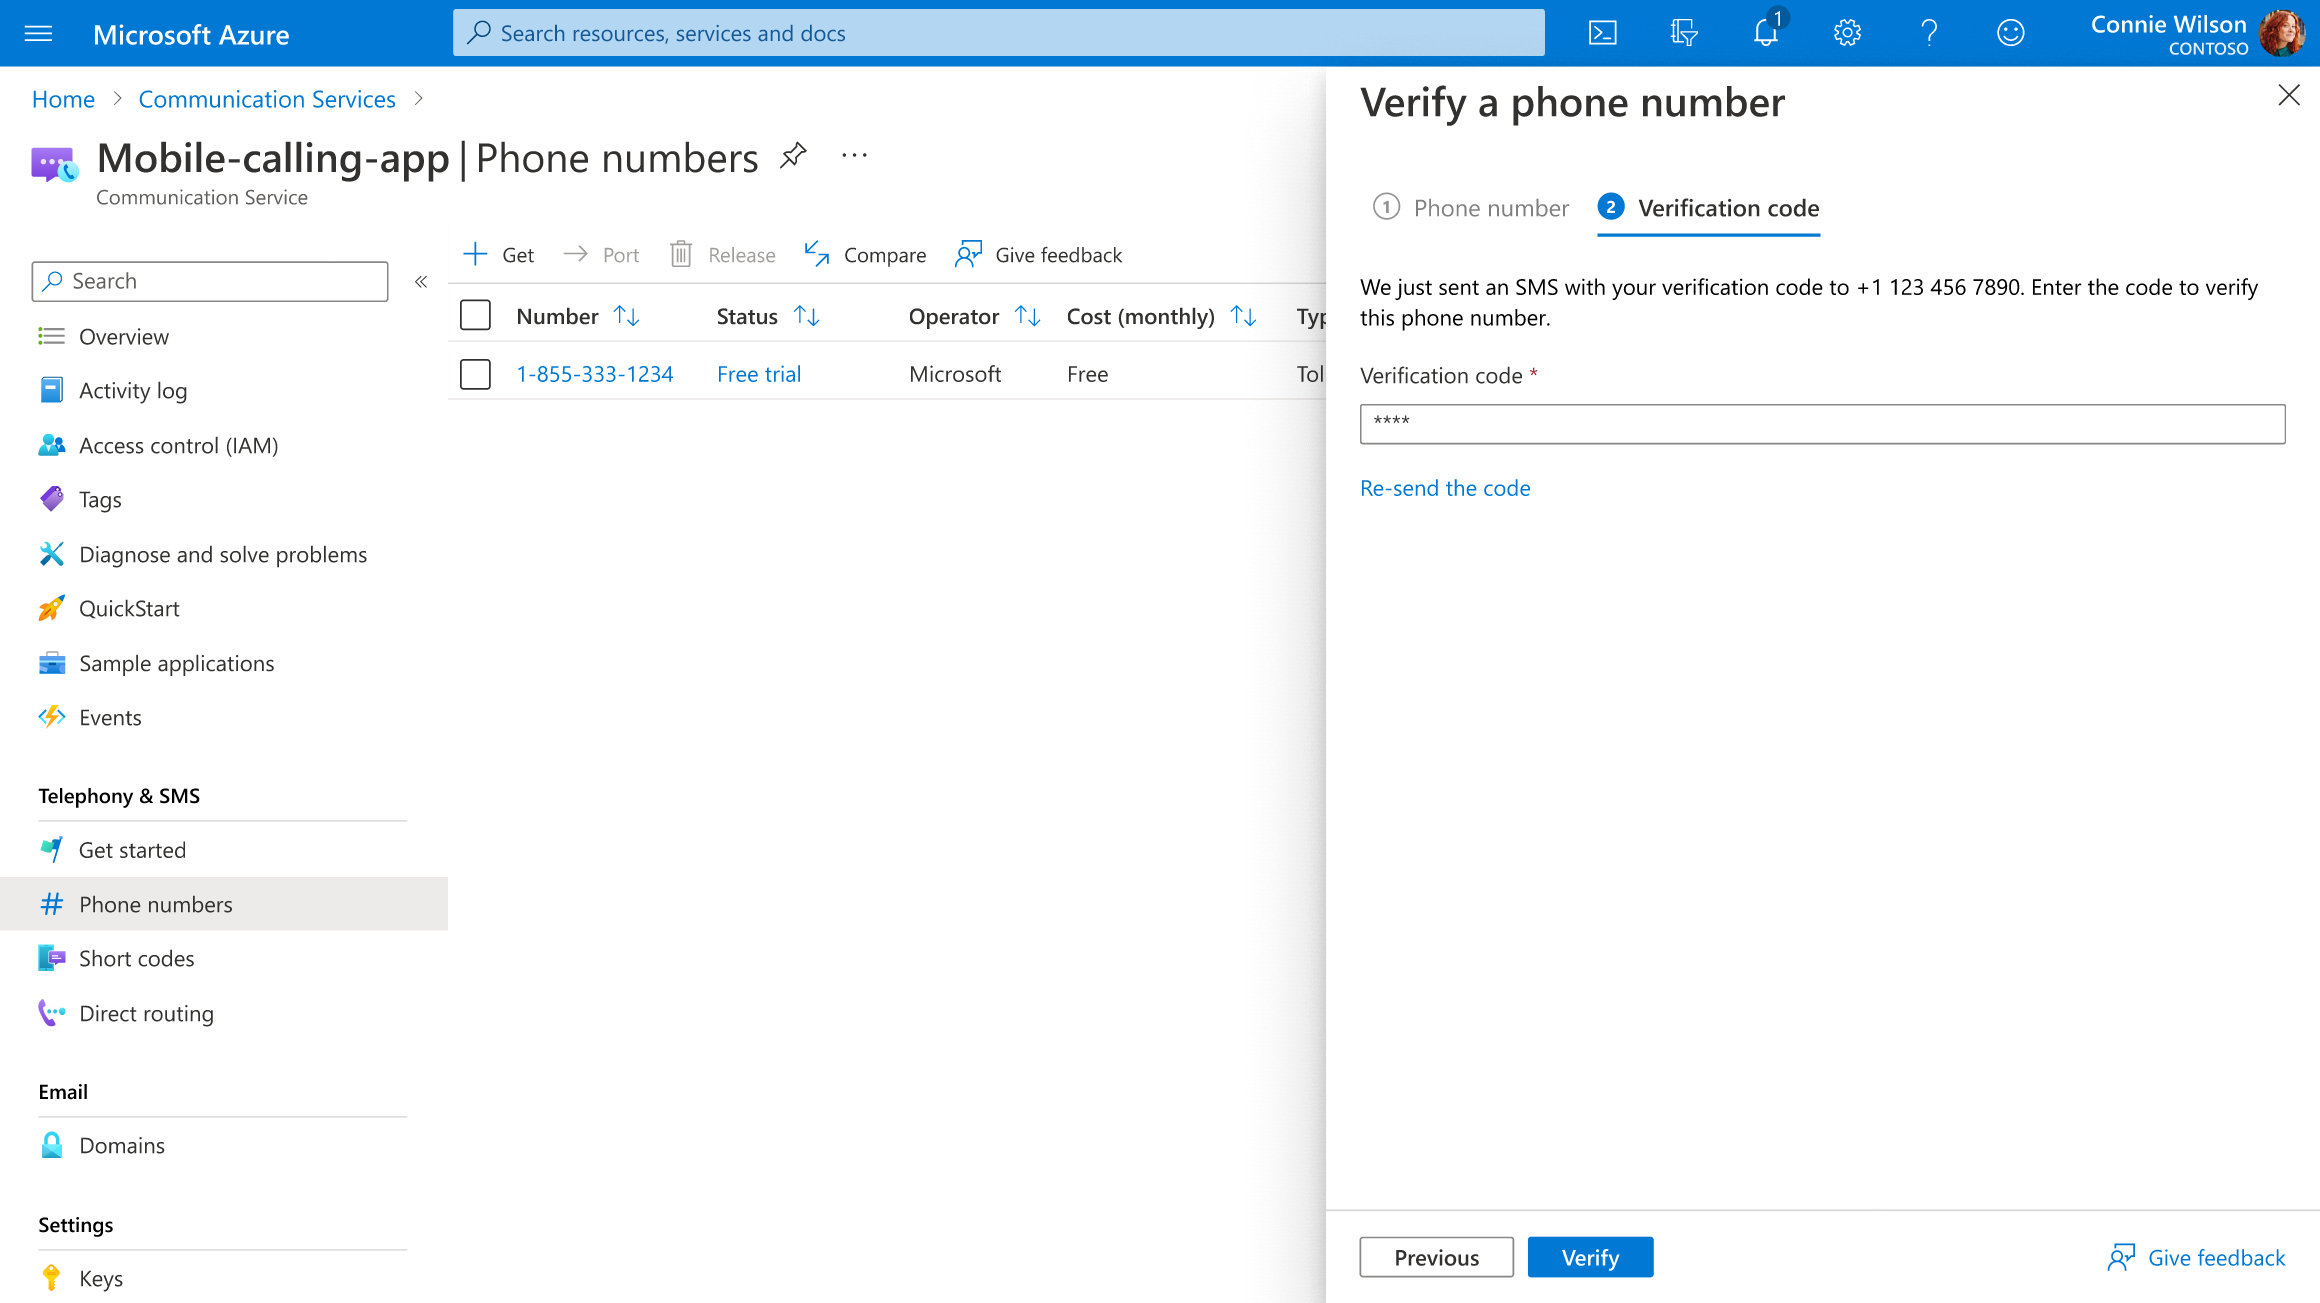 Microsoft Azure
Search resources, services and docs
1
Connie Wilson
CONTOSO
Home > Communication Services >
Mobile-calling-app | Phone numbers ...
Communication Service
Search «
Overview
Activity log
Access control (IAM)
Tags
Diagnose and solve problems
QuickStart
Sample applications
Events
Telephony & SMS
Get started
Phone numbers
Short codes
Direct routing
Email
Domains
Settings
Keys
Get Port Release Compare Give feedback
Number Status Operator Cost (monthly) Typ
1-855-333-1234 Free trial Microsoft Free Tol
Verify a phone number
1 Phone number 2 Verification code
We just sent an SMS with your verification code to +1 123 456 7890. Enter the code to verify
this phone number.
Verification code *
****
Re-send the code
Previous Verify Give feedback